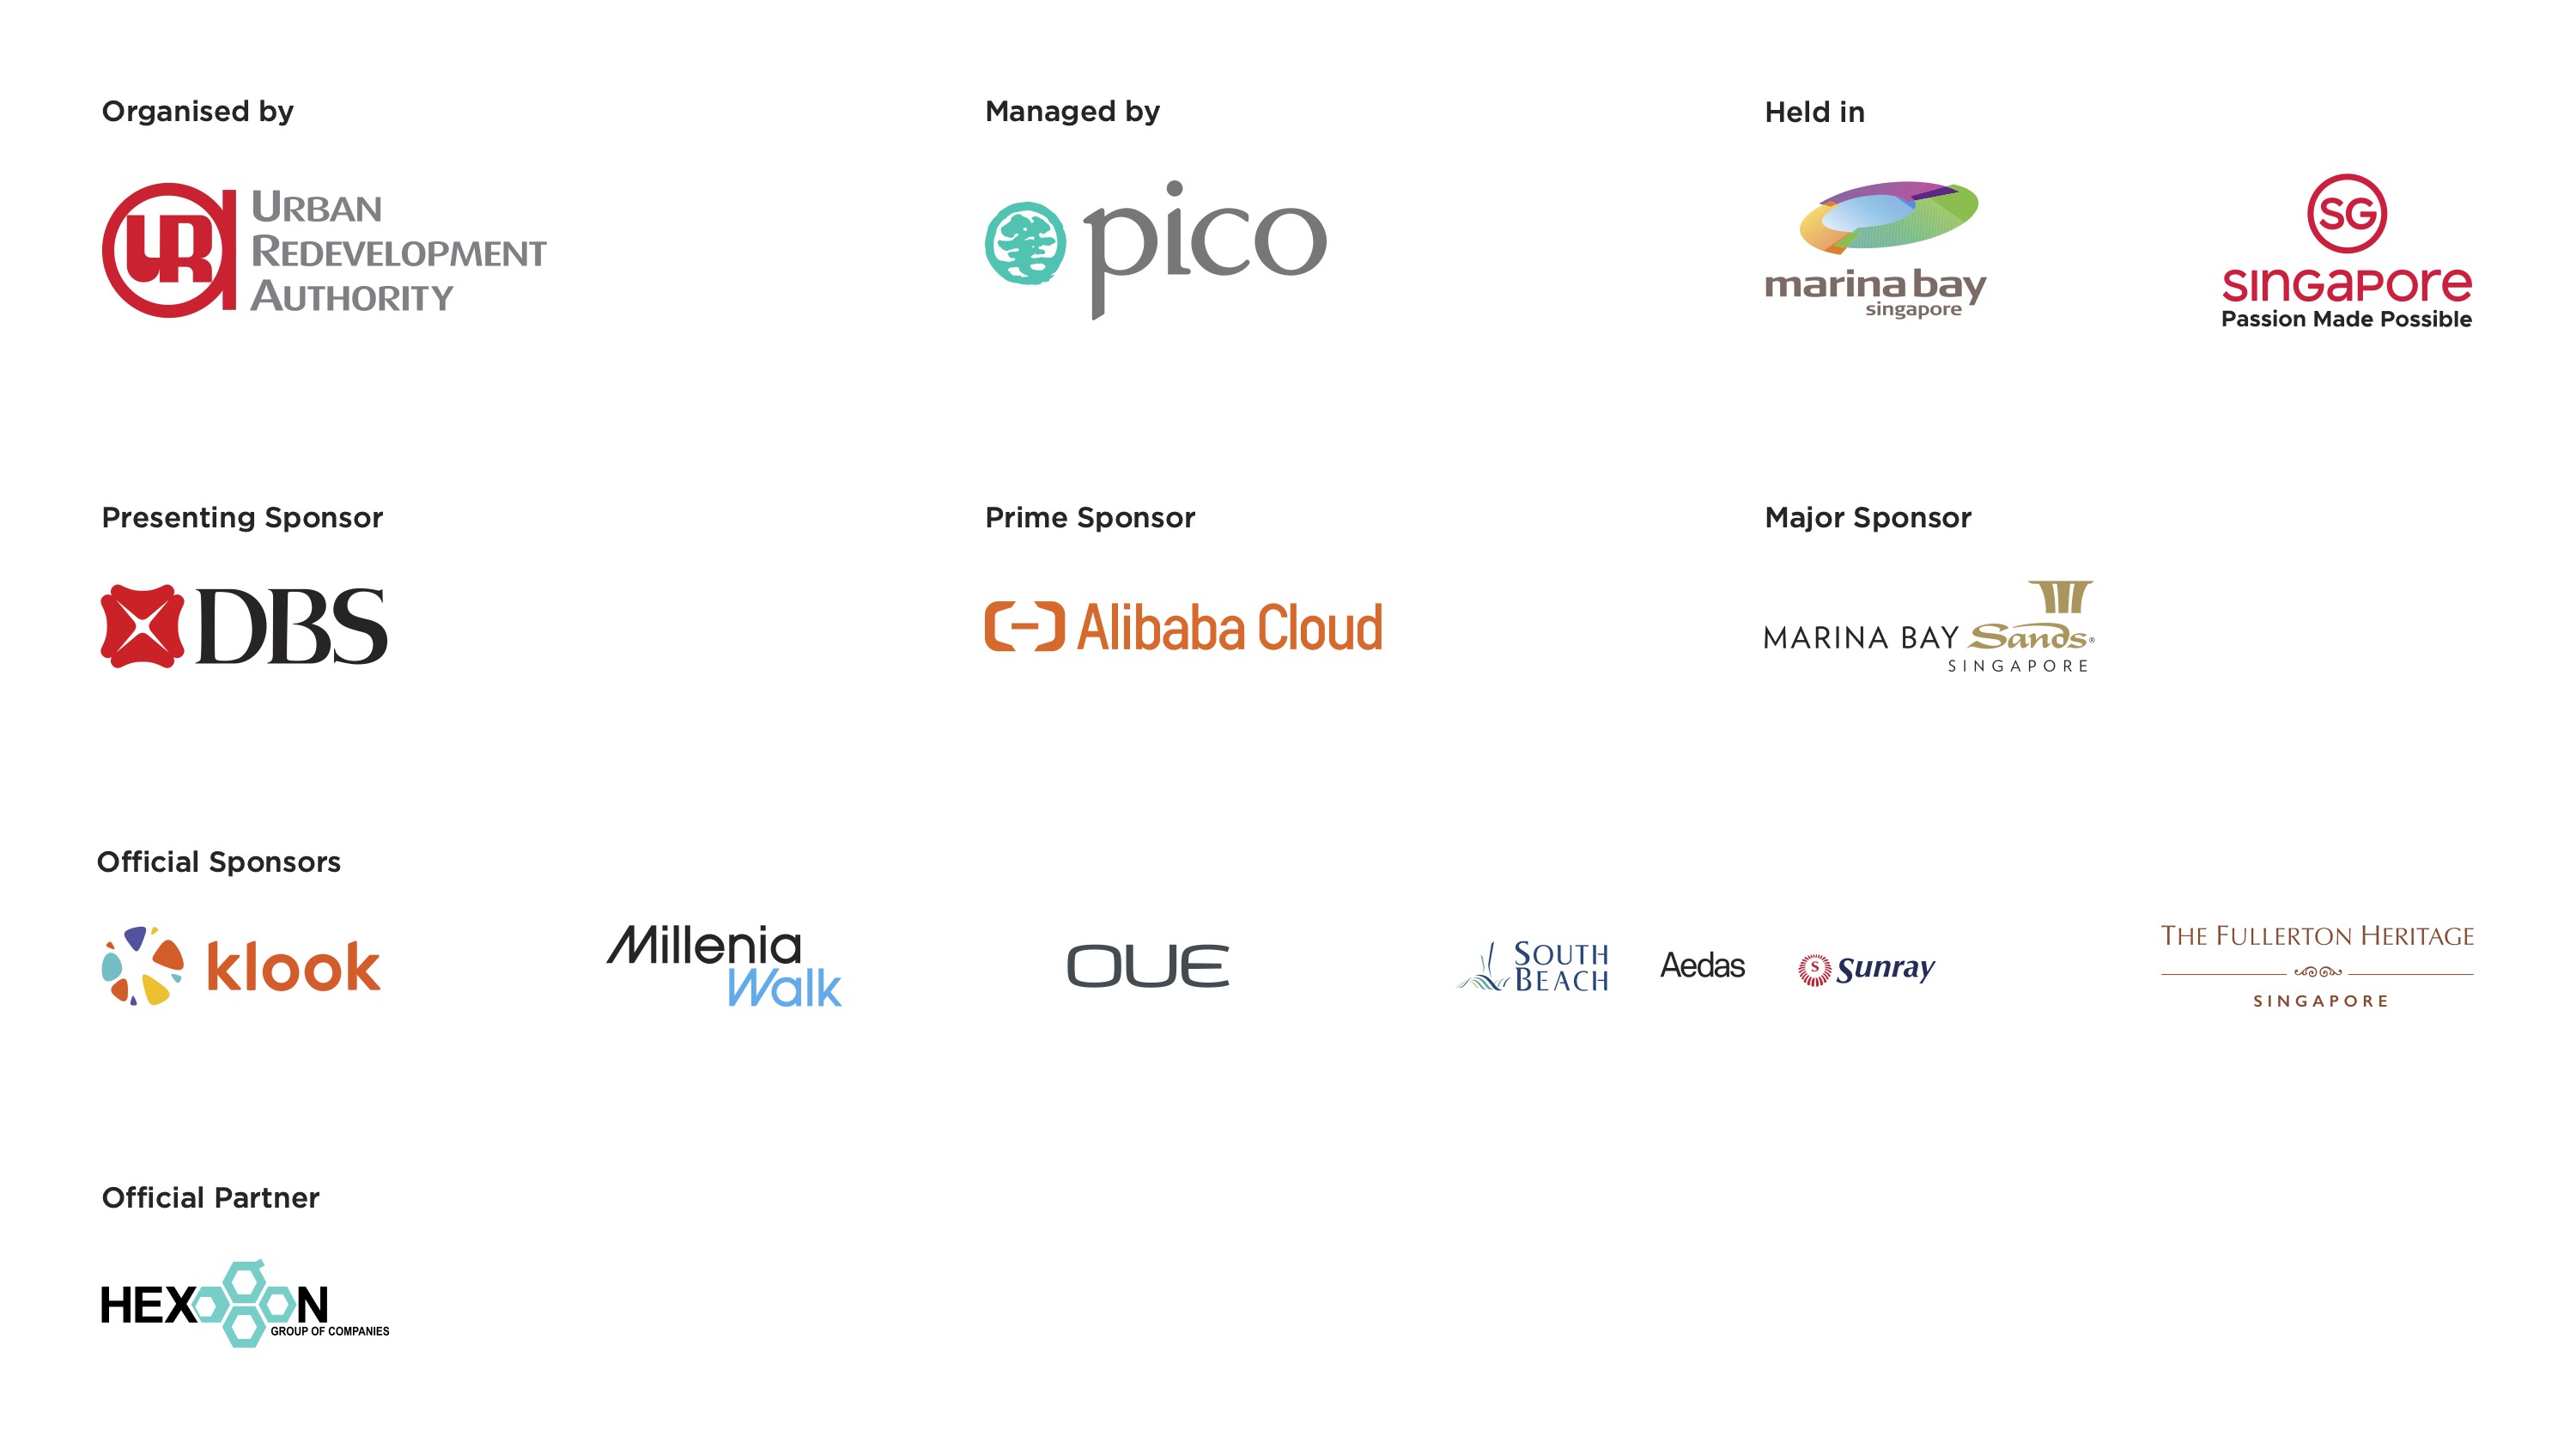 Organised by
Managed by
Held in
UR
URBAN
REDEVELOPMENT
AUTHORITY
pico
marina bay
singapore
SG
SINGAPORE
Passion Made Possible
Presenting Sponsor
Prime Sponsor
Major Sponsor
DBS
Alibaba Cloud
MARINA BAY Sands®
SINGAPORE
Official Sponsors
klook
Millenia
Walk
OUE
SOUTH
BEACH
Aedas
S Sunray
THE FULLERTON HERITAGE
SINGAPORE
Official Partner
HEXAGON
GROUP OF COMPANIES